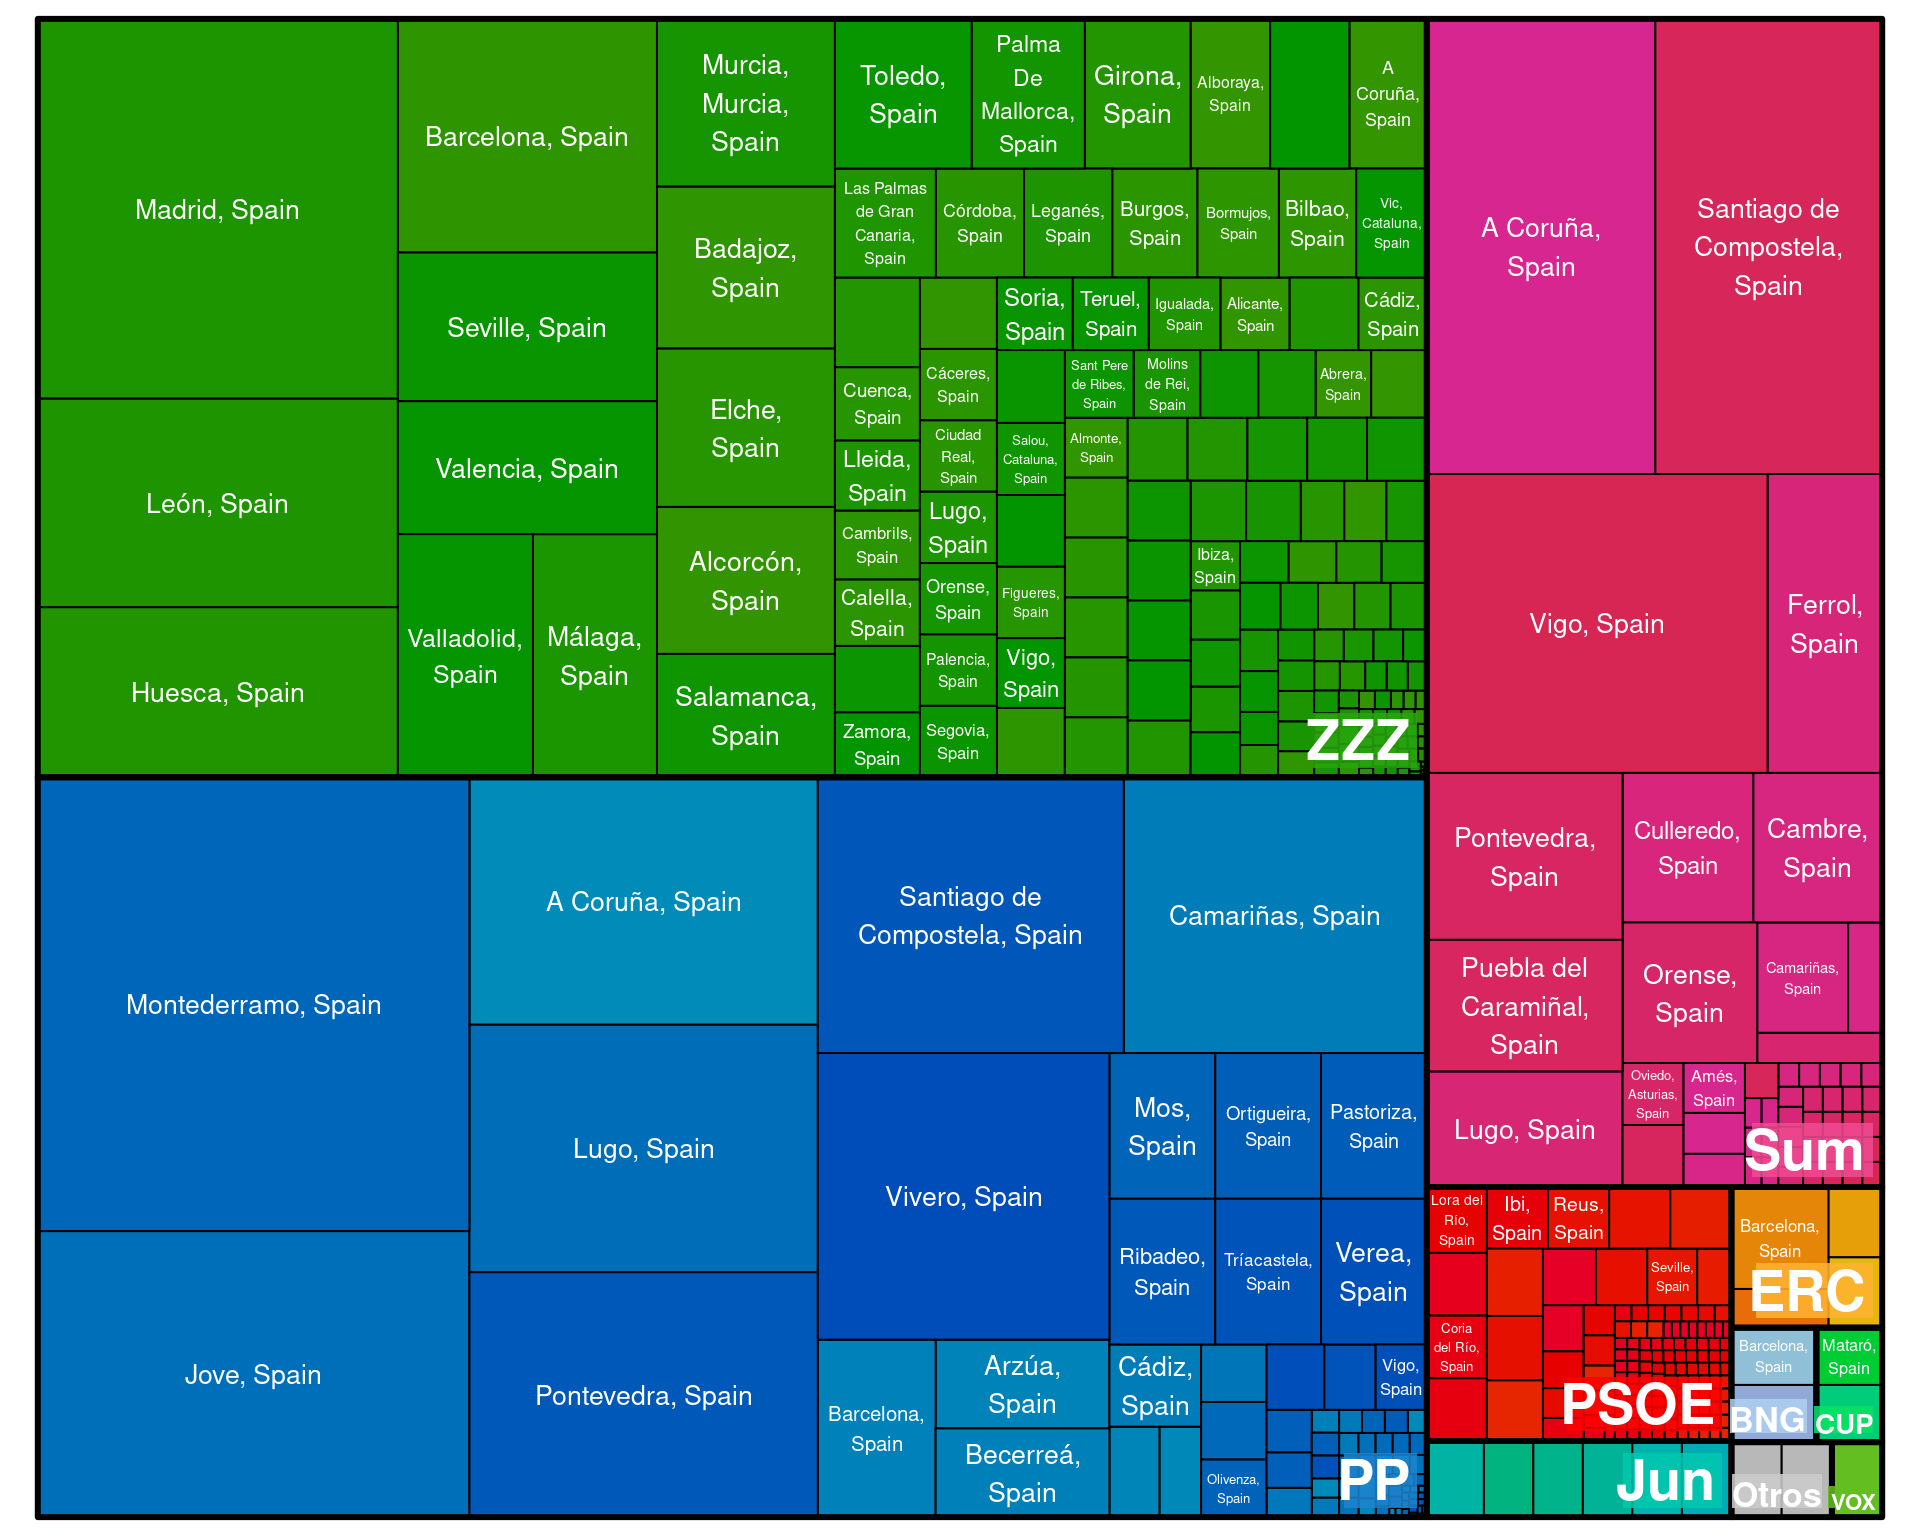 Madrid, Spain
León, Spain
Huesca, Spain
Barcelona, Spain
Seville, Spain
Valencia, Spain
Valladolid,
Spain
Málaga,
Spain
Murcia,
Murcia,
Spain
Badajoz,
Spain
Elche,
Spain
Alcorcón,
Spain
Salamanca,
Spain
Toledo,
Spain
Palma
De
Mallorca,
Spain
Girona,
Spain
Alboraya,
Spain
A
Coruña,
Spain
Las Palmas
de Gran
Canaria,
Spain
Córdoba,
Spain
Leganés,
Spain
Burgos,
Spain
Bormujos,
Spain
Bilbao,
Spain
Vic,
Cataluna,
Spain
Cuenca,
Spain
Lleida,
Spain
Cambrils,
Spain
Calella,
Spain
Zamora,
Spain
Cáceres,
Spain
Ciudad
Real,
Spain
Lugo,
Spain
Orense,
Spain
Palencia,
Spain
Segovia,
Spain
Soria,
Spain
Teruel,
Spain
Igualada,
Spain
Alicante,
Spain
Cádiz,
Spain
Salou,
Cataluna,
Spain
Figueres,
Spain
Vigo,
Spain
Sant Pere
de Ribes,
Spain
Molins
de Rei,
Spain
Abrera,
Spain
Almonte,
Spain
Ibiza,
Spain
ZZZ
Montederramo, Spain
Jove, Spain
A Coruña, Spain
Lugo, Spain
Pontevedra, Spain
Santiago de
Compostela, Spain
Camariñas, Spain
Vivero, Spain
Mos,
Spain
Ortigueira,
Spain
Pastoriza,
Spain
Ribadeo,
Spain
Tríacastela,
Spain
Verea,
Spain
Barcelona,
Spain
Arzúa,
Spain
Becerreá,
Spain
Cádiz,
Spain
Vigo,
Spain
Olivenza,
Spain
PP
A Coruña,
Spain
Santiago de
Compostela,
Spain
Vigo, Spain
Ferrol,
Spain
Pontevedra,
Spain
Puebla del
Caramiñal,
Spain
Lugo, Spain
Culleredo,
Spain
Cambre,
Spain
Orense,
Spain
Camariñas,
Spain
Oviedo,
Asturias,
Spain
Amés,
Spain
Sum
Lora del
Río,
Spain
Ibi,
Spain
Reus,
Spain
Seville,
Spain
Coria
del Río,
Spain
PSOE
Barcelona,
Spain
ERC
Barcelona,
Spain
BNG
Mataró,
Spain
CUP
Jun
Otros
VOX